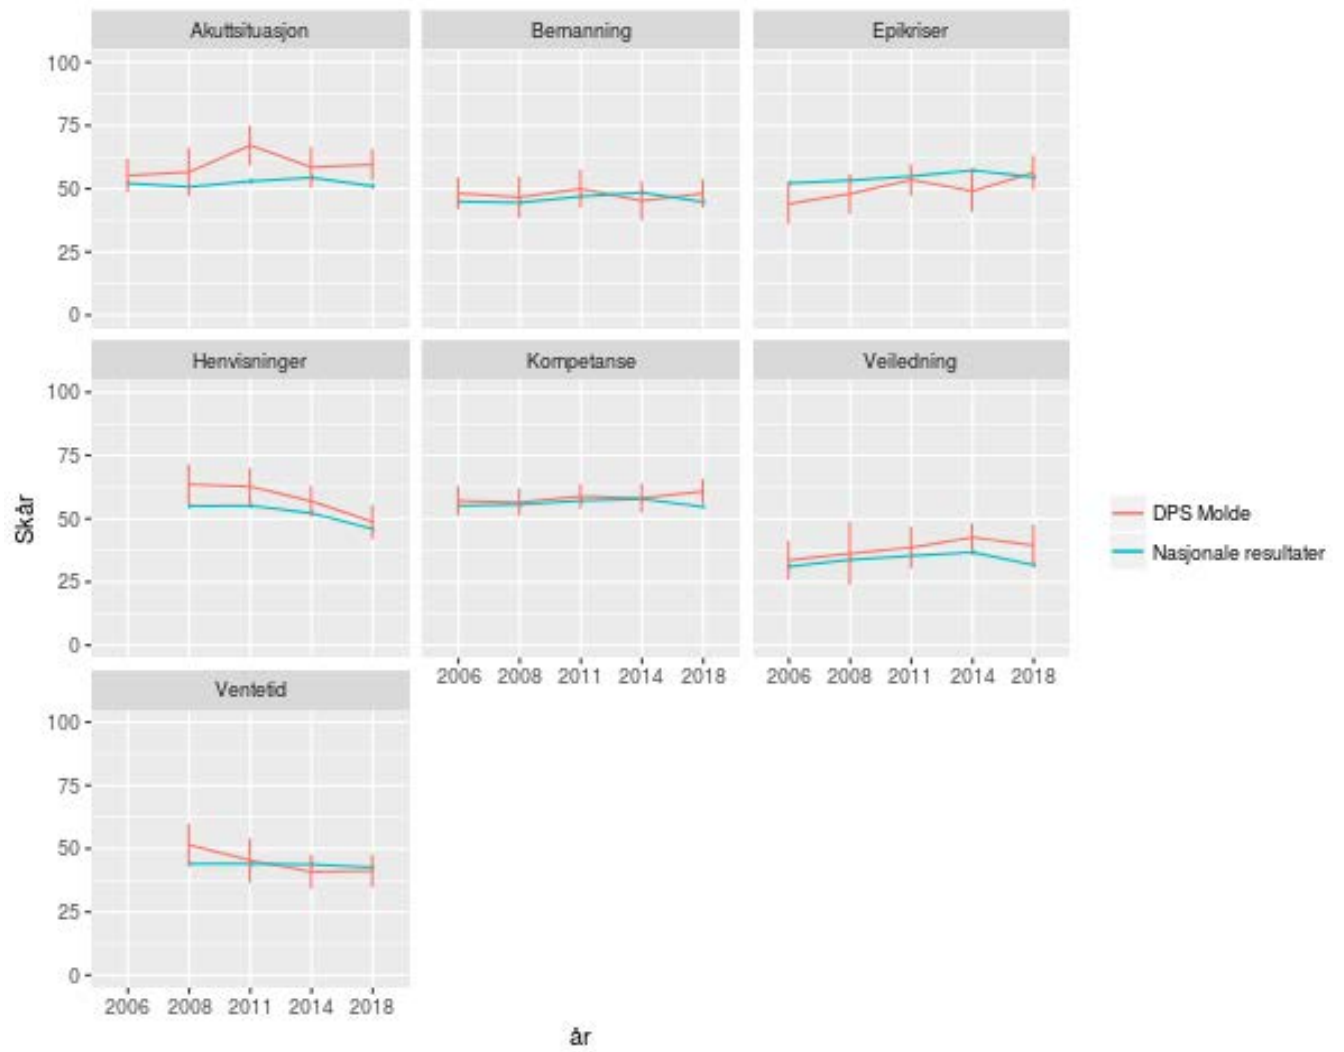 Akuttsituasjon
Bemanning
Epikriser
100
75
50
25
0
Henvisninger
Kompetanse
Veiledning
100
75
50
25
0
2006 2008 2011 2014 2018
2006 2008 2011 2014 2018
Ventetid
100
75
50
25
0
2006 2008 2011 2014 2018
Skår
år
DPS Molde
Nasjonale resultater